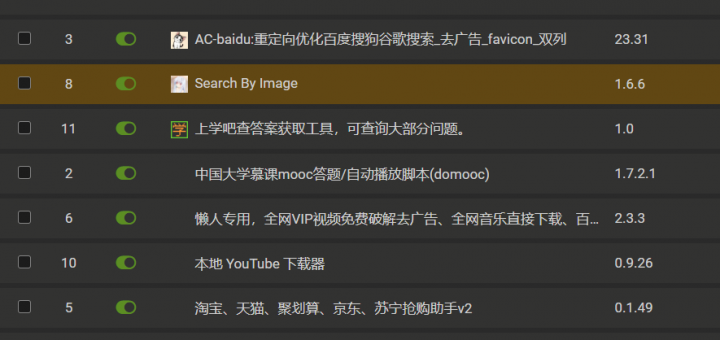 3 AC-baidu:重定向优化百度搜狗谷歌搜索_去广告_favicon_双列 23.31
8 Search By Image 1.6.6
11 学 上学吧查答案获取工具，可查询大部分问题。 1.0
2 中国大学慕课mooc答题/自动播放脚本(domooc) 1.7.2.1
6 懒人专用，全网VIP视频免费破解去广告、全网音乐直接下载、百... 2.3.3
10 本地 YouTube 下载器 0.9.26
5 淘宝、天猫、聚划算、京东、苏宁抢购助手v2 0.1.49